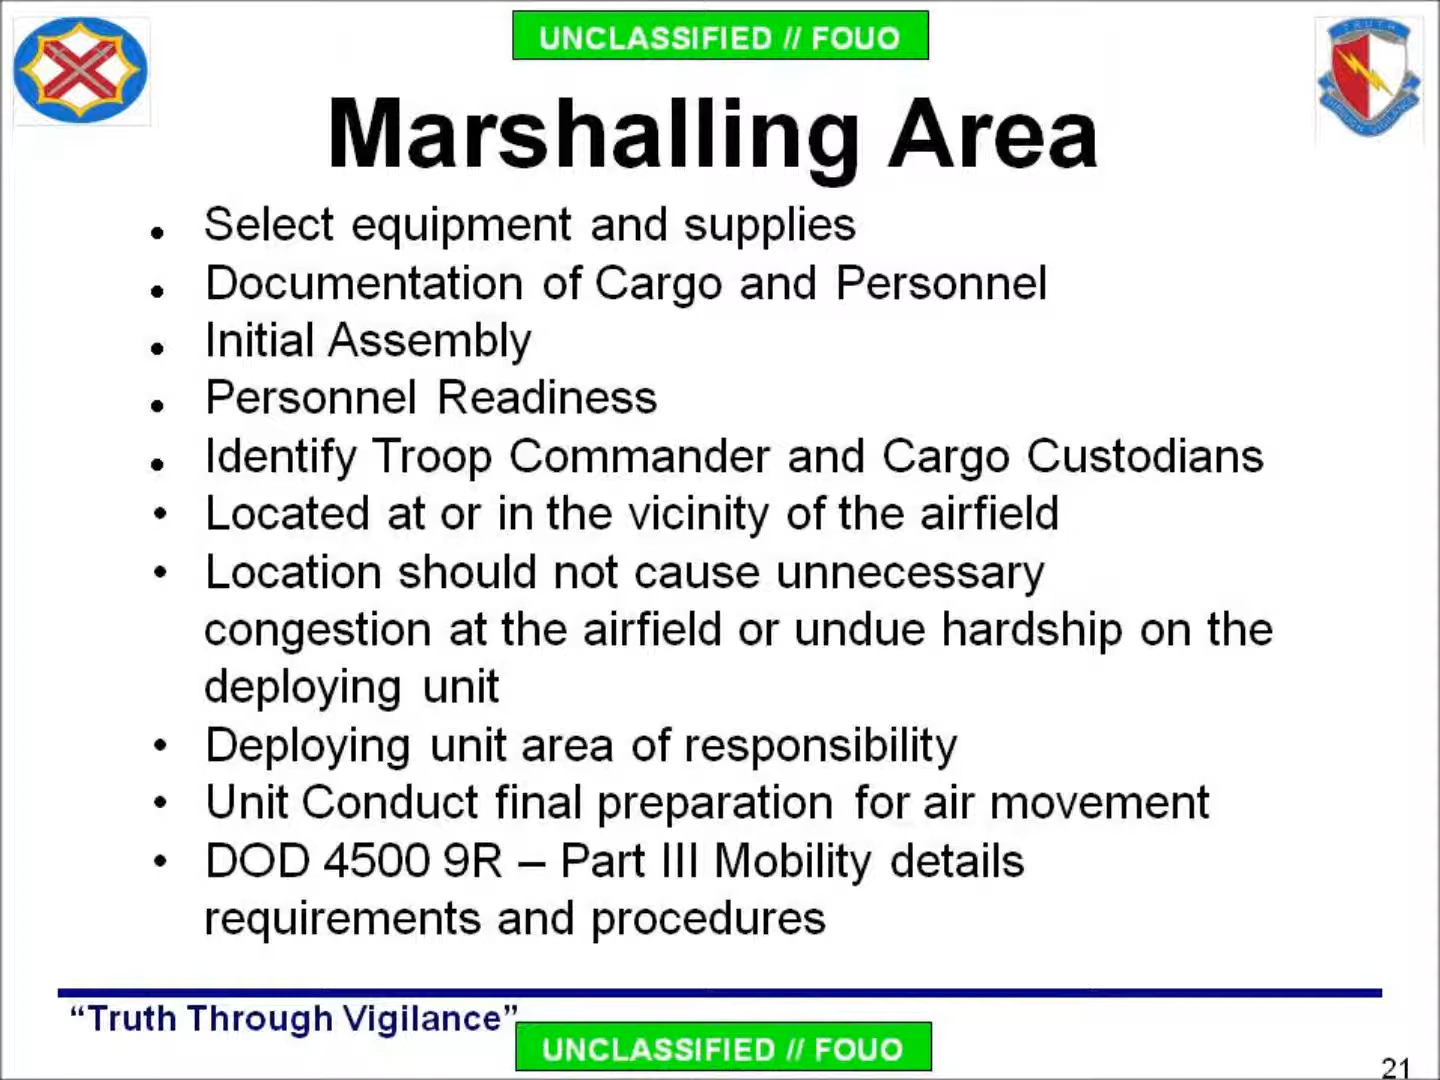 UNCLASSIFIED // FOUO
TRUTH
THROUGH VIGILANCE
Marshalling Area
• Select equipment and supplies
• Documentation of Cargo and Personnel
• Initial Assembly
• Personnel Readiness
• Identify Troop Commander and Cargo Custodians
• Located at or in the vicinity of the airfield
• Location should not cause unnecessary
congestion at the airfield or undue hardship on the
deploying unit
• Deploying unit area of responsibility
• Unit Conduct final preparation for air movement
• DOD 4500 9R – Part III Mobility details
requirements and procedures
“Truth Through Vigilance”
UNCLASSIFIED // FOUO
21